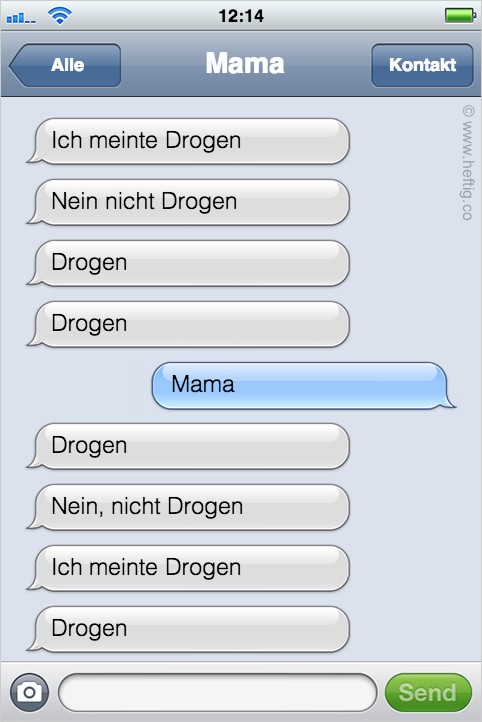 12:14
Alle
Mama
Kontakt
© www.heftig.co
Ich meinte Drogen
Nein nicht Drogen
Drogen
Drogen
Mama
Drogen
Nein, nicht Drogen
Ich meinte Drogen
Drogen
Send